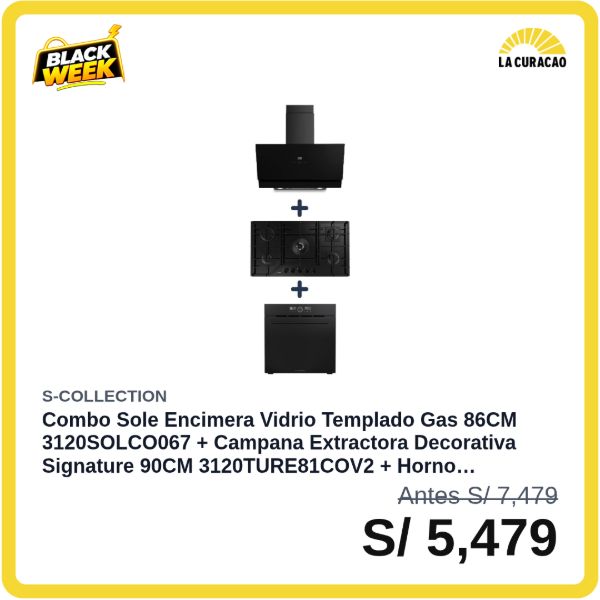 BLACK
WEEK
LA CURACAO
S-COLLECTION
Combo Sole Encimera Vidrio Templado Gas 86CM
3120SOLCO067 + Campana Extractora Decorativa
Signature 90CM 3120TURE81COV2 + Horno…
Antes S/ 7,479
S/ 5,479